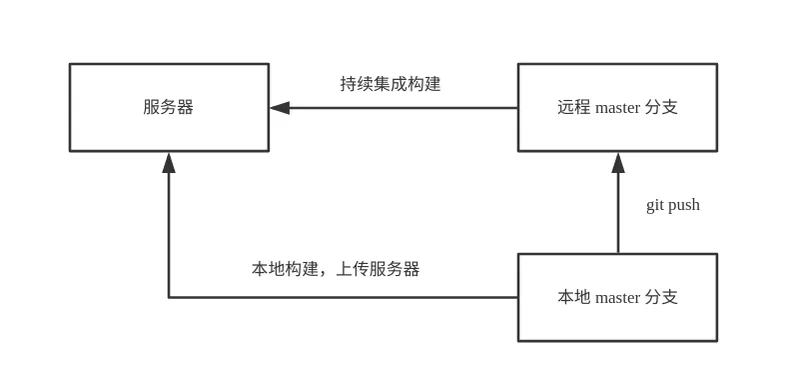 持续集成构建
服务器
远程 master 分支
git push
本地构建，上传服务器
本地 master 分支